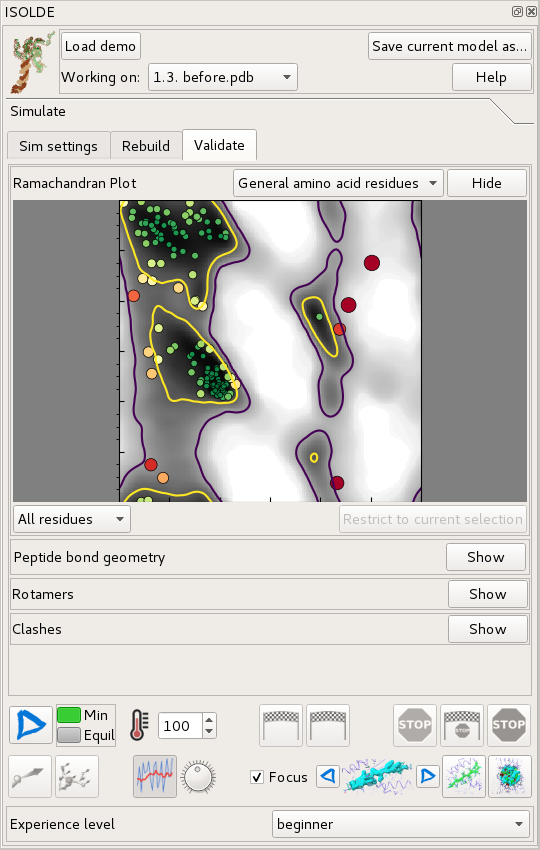 ISOLDE
Load demo
Save current model as...
Working on:
1.3. before.pdb
Help
Simulate
Sim settings
Rebuild
Validate
Ramachandran Plot
General amino acid residues
Hide
All residues
Restrict to current selection
Peptide bond geometry
Show
Rotamers
Show
Clashes
Show
Min
Equil
100
STOP
STOP
STOP
Focus
Experience level
beginner